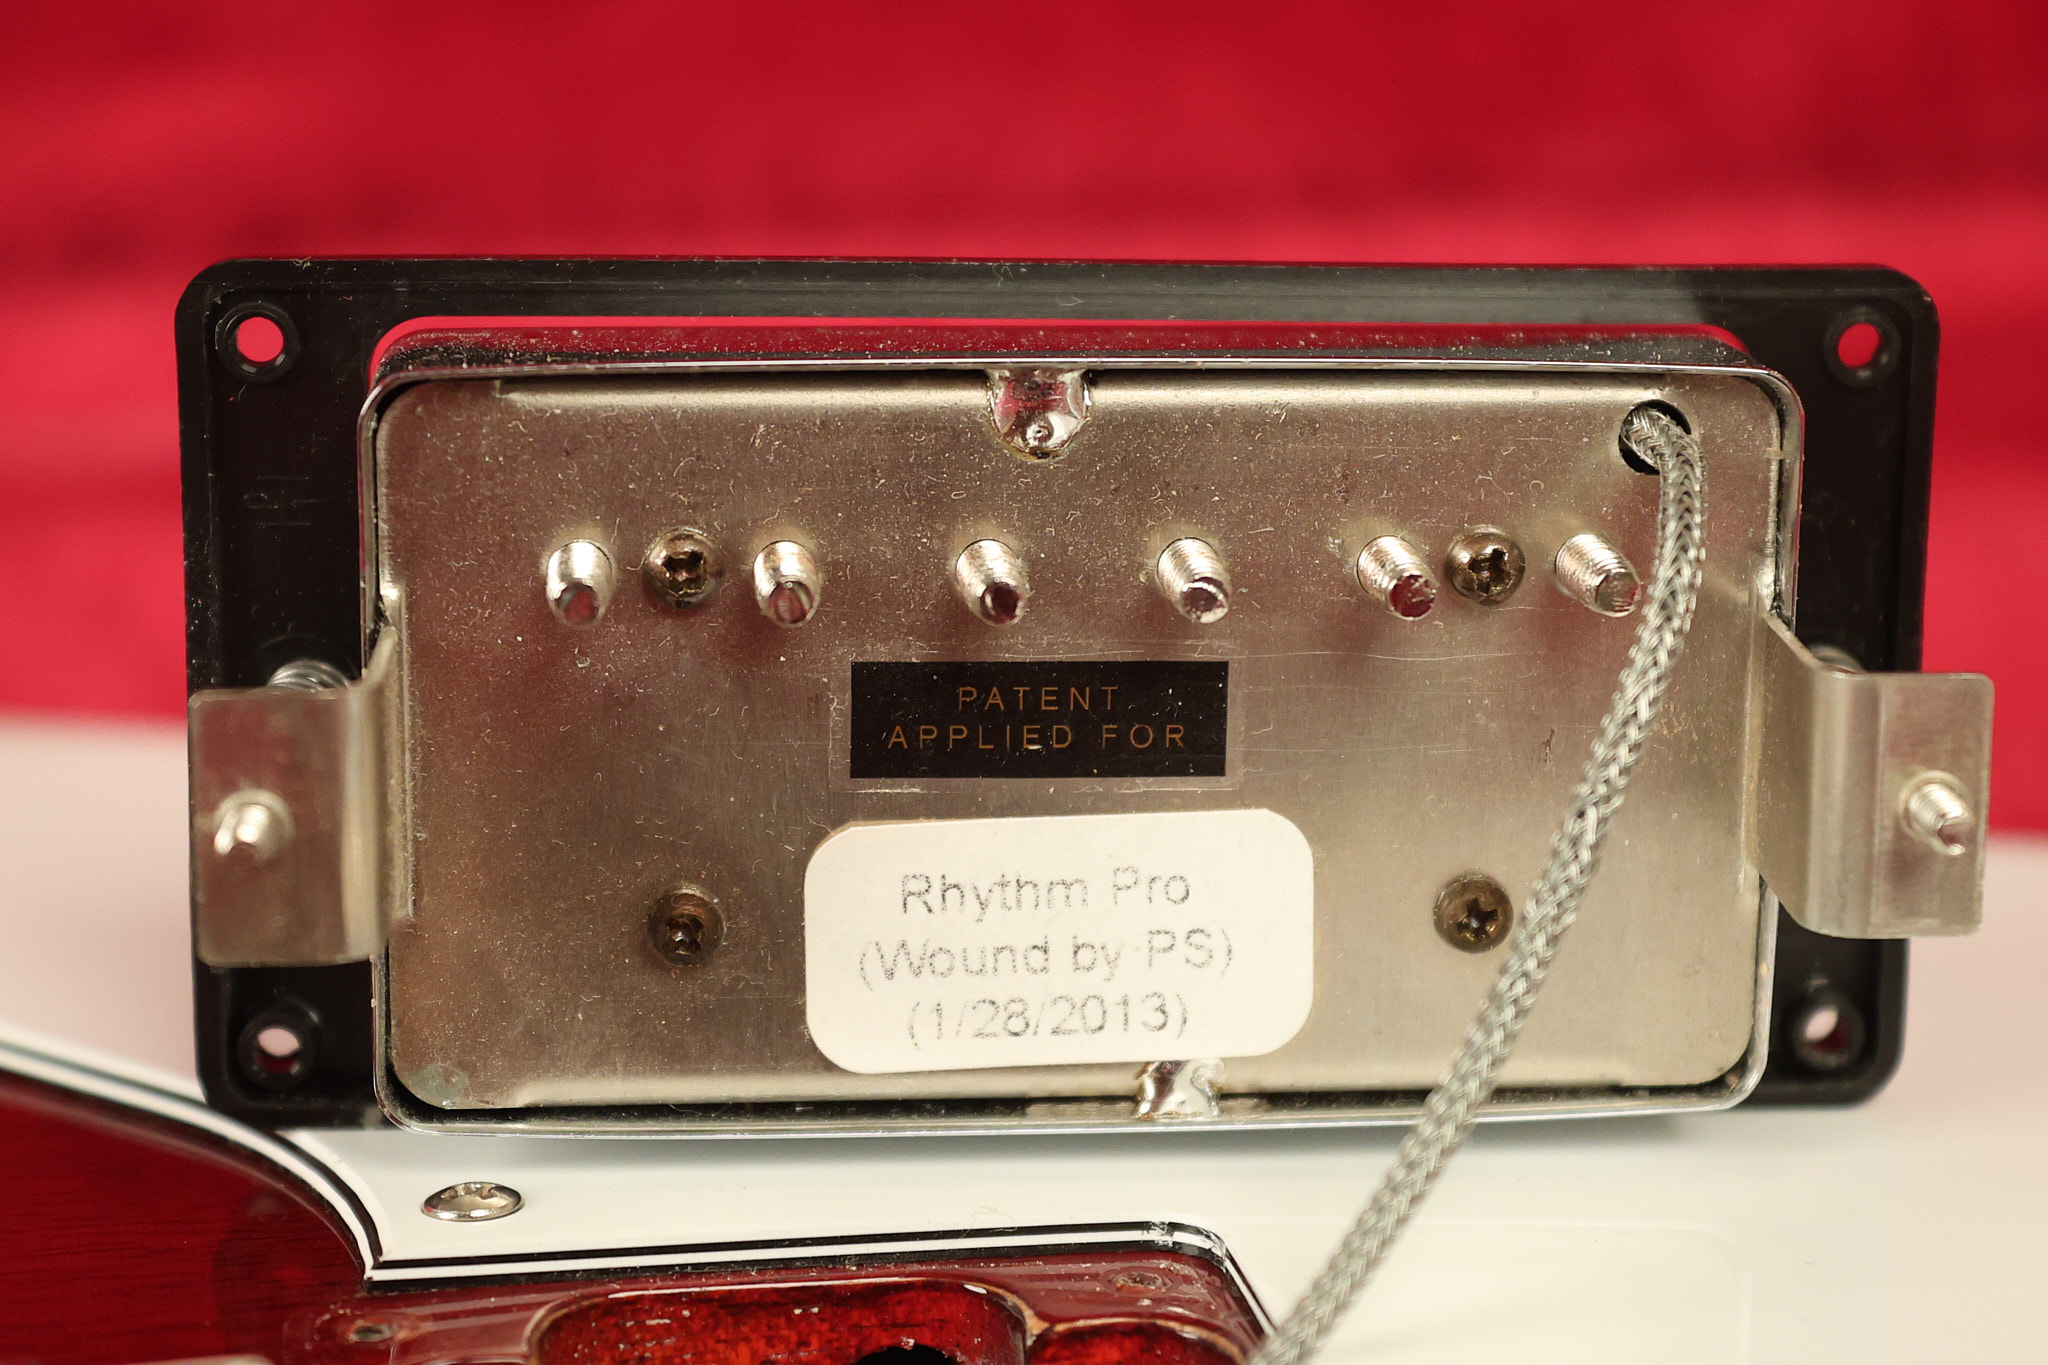 PATENT
APPLIED FOR
Rhythm Pro
(Wound by PS)
(1/28/2013)